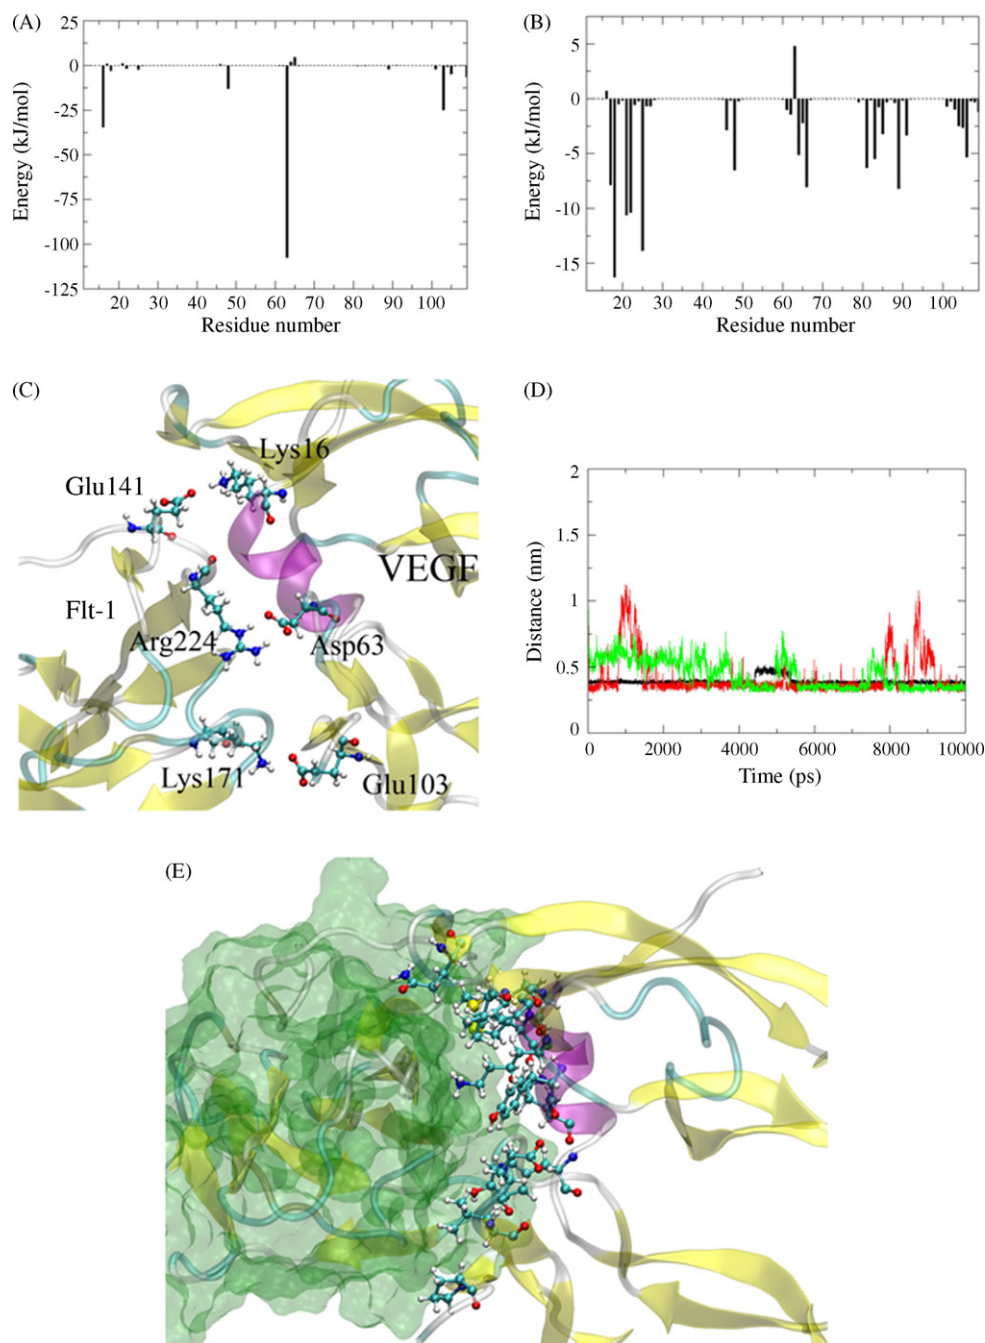 (A)
25
0
-25
-50
-75
-100
-125
Energy (kJ/mol)
20 30 40 50 60 70 80 90 100
Residue number
(B)
5
0
-5
-10
-15
Energy (kJ/mol)
20 30 40 50 60 70 80 90 100
Residue number
(C)
Lys16
Glu141
VEGF
Flt-1
Arg224
Asp63
Lys171
Glu103
(D)
2
1.5
1
0.5
0
Distance (nm)
0 2000 4000 6000 8000 10000
Time (ps)
(E)